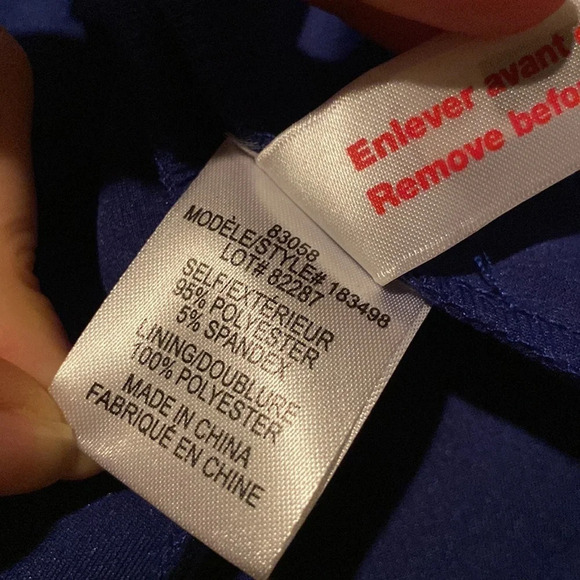 Enlever avant
Remove befo
83058
MODÈLE/STYLE# 183498
LOT# 82287
SELF/EXTÉRIEUR
95% POLYESTER
5% SPANDEX
LINING/DOUBLURE
100% POLYESTER
MADE IN CHINA
FABRIQUÉ EN CHINE